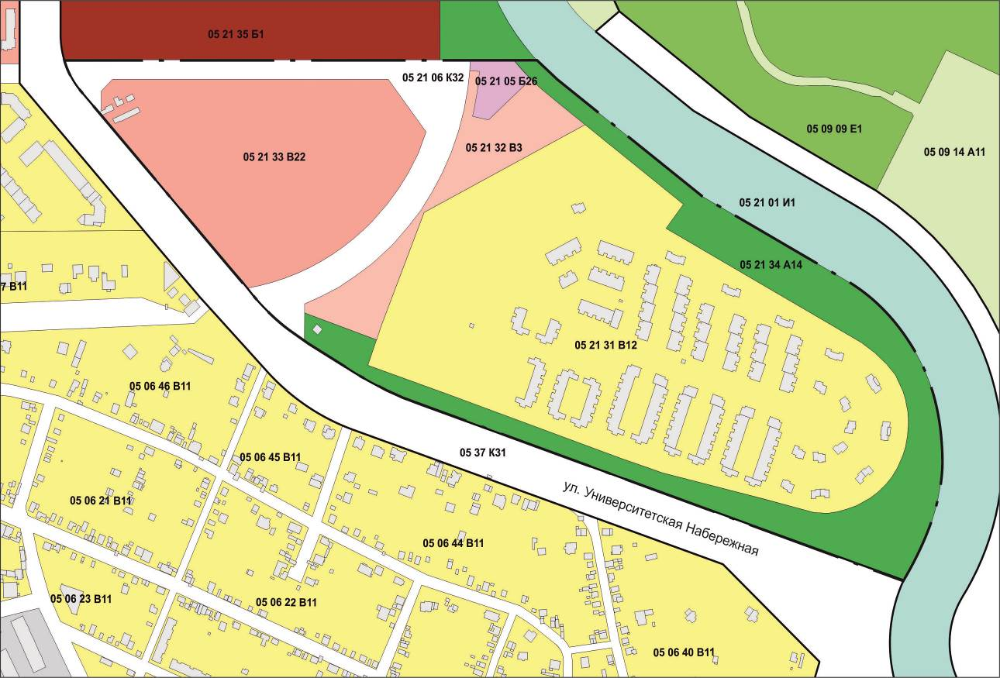 05 21 35 Б1
05 21 06 К32
05 21 05 Б26
05 09 09 Е1
05 21 32 В3
05 09 14 А11
05 21 33 В22
05 21 01 И1
05 21 34 А14
7 В11
05 21 31 В12
05 06 46 В11
05 37 К31
05 06 45 В11
ул. Университетская Набережная
05 06 21 В11
05 06 44 В11
05 06 23 В11
05 06 22 В11
05 06 40 В11